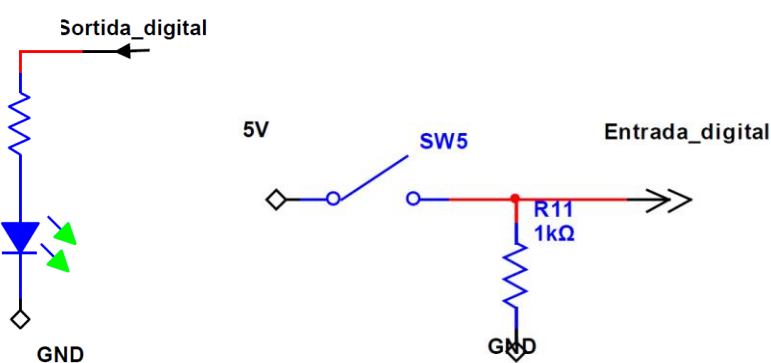 Sortida_digital
GND
5V
SW5
Entrada_digital
R11
1kΩ
GND